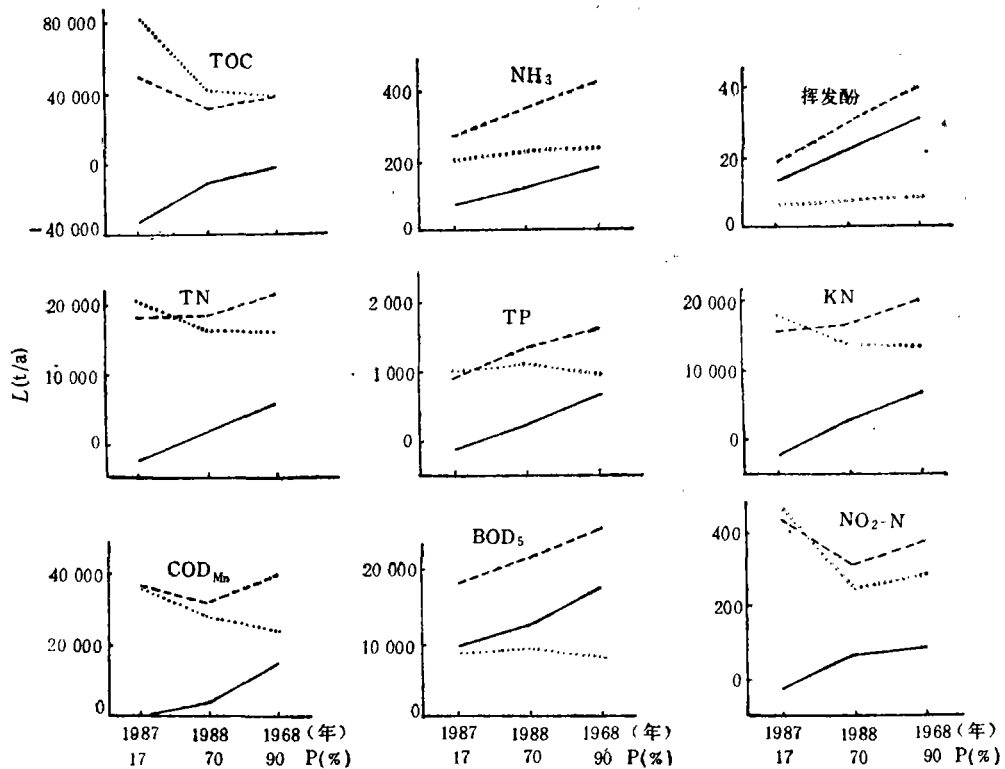 TOC
80 000
40 000
0
-40 000
NH₃
400
200
0
挥发酚
40
20
0
L(t/a)
TN
20 000
10 000
0
TP
2 000
1 000
0
KN
20 000
10 000
0
COD_Mn
40 000
20 000
0
BOD₅
20 000
10 000
0
NO₂-N
400
200
0
1987 1988 1968 (年)
17 70 90 P(%)
1987 1988 1968 (年)
17 70 90 P(%)
1987 1988 1968 (年)
17 70 90 P(%)